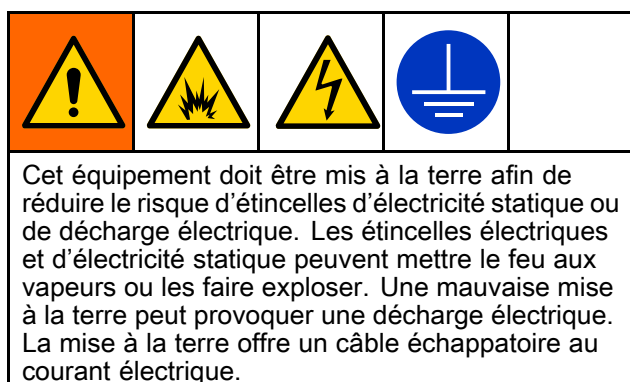 Cet équipement doit être mis à la terre afin de
réduire le risque d’étincelles d’électricité statique ou
de décharge électrique. Les étincelles électriques
et d’électricité statique peuvent mettre le feu aux
vapeurs ou les faire exploser. Une mauvaise mise
à la terre peut provoquer une décharge électrique.
La mise à la terre offre un câble échappatoire au
courant électrique.